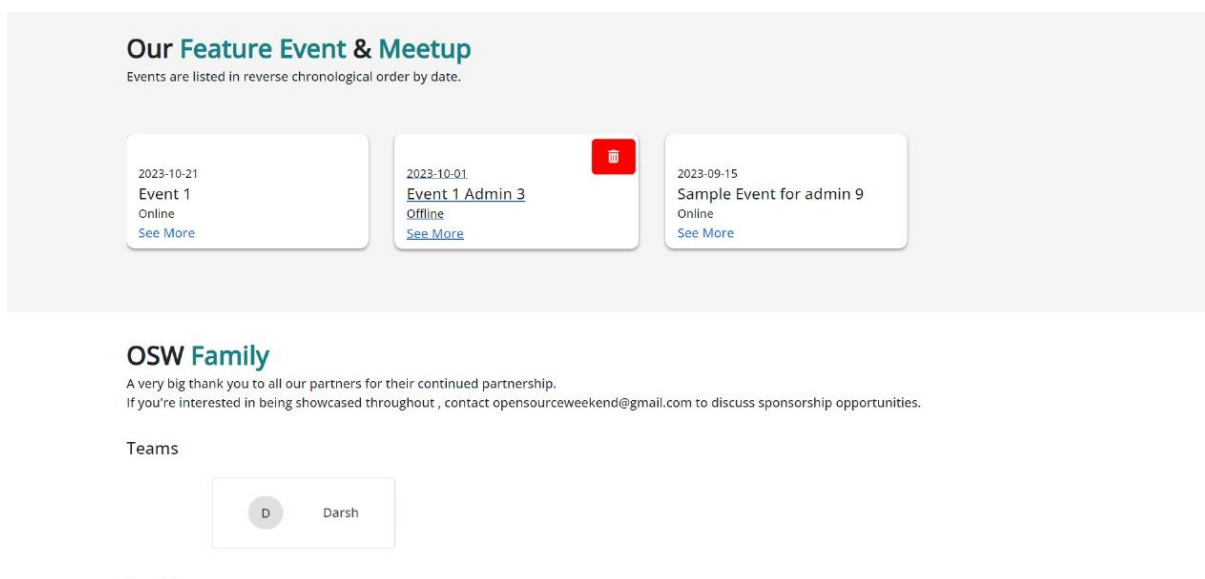 Our Feature Event & Meetup
Events are listed in reverse chronological order by date.
2023-10-21
Event 1
Online
See More
2023-10-01
Event 1 Admin 3
Offline
See More
2023-09-15
Sample Event for admin 9
Online
See More
OSW Family
A very big thank you to all our partners for their continued partnership.
If you're interested in being showcased throughout , contact opensourceweekend@gmail.com to discuss sponsorship opportunities.
Teams
D
Darsh